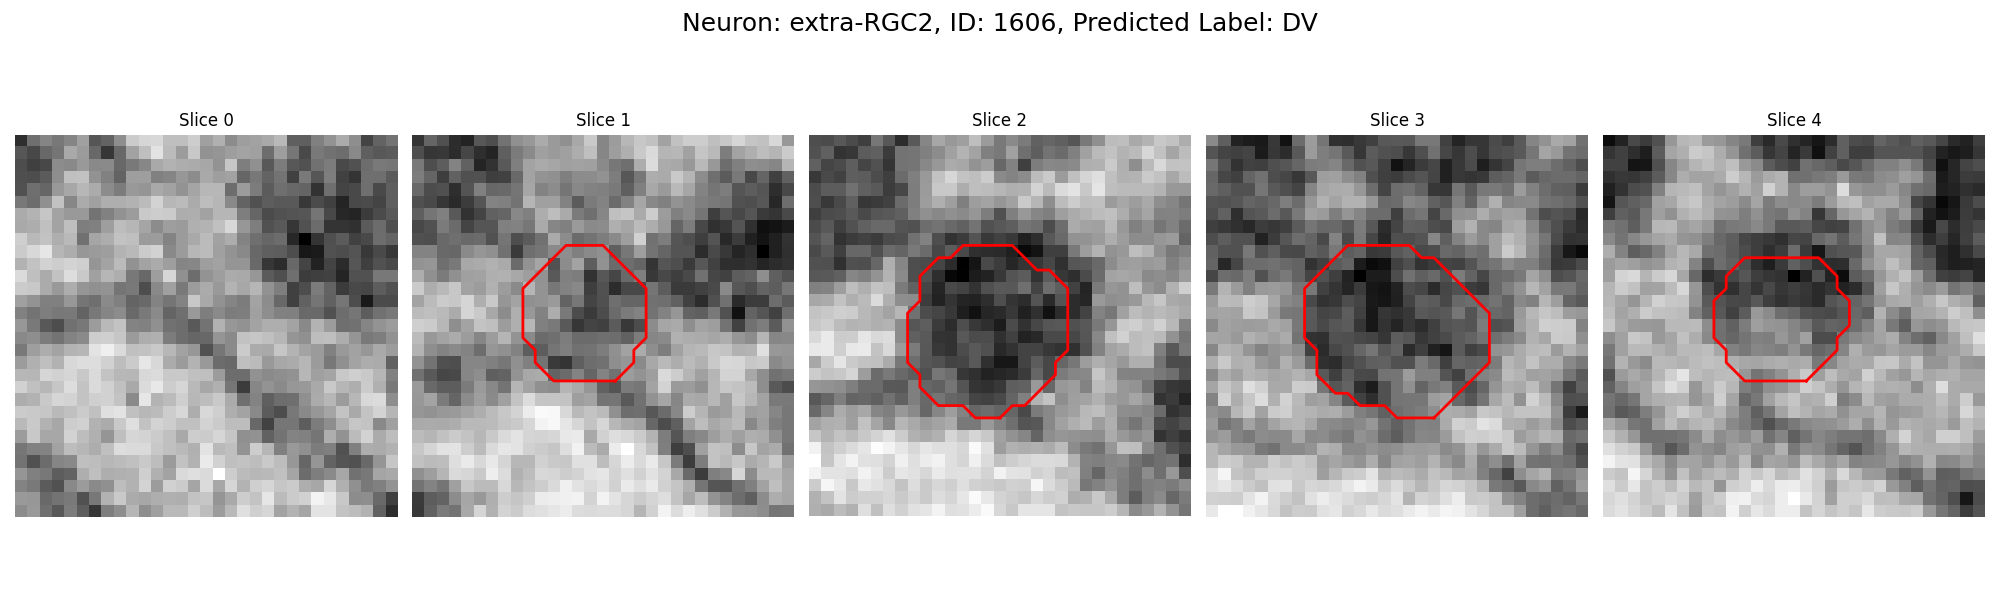 Neuron: extra-RGC2, ID: 1606, Predicted Label: DV
Slice 0
Slice 1
Slice 2
Slice 3
Slice 4